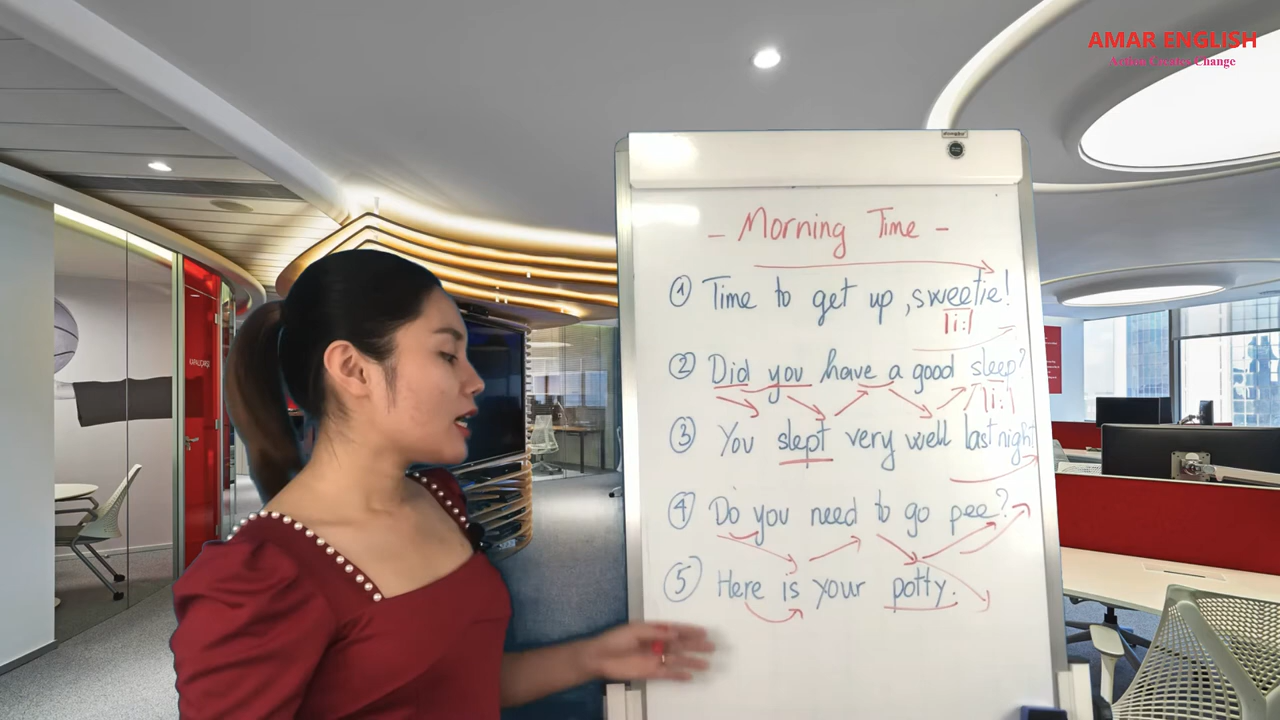 AMAR ENGLISH
Action Creates Change
- Morning Time -
① Time to get up, sweetie!
[i:]
② Did you have a good sleep?
[i:]
③ You slept very well last night
④ Do you need to go pee?
⑤ Here is your potty.